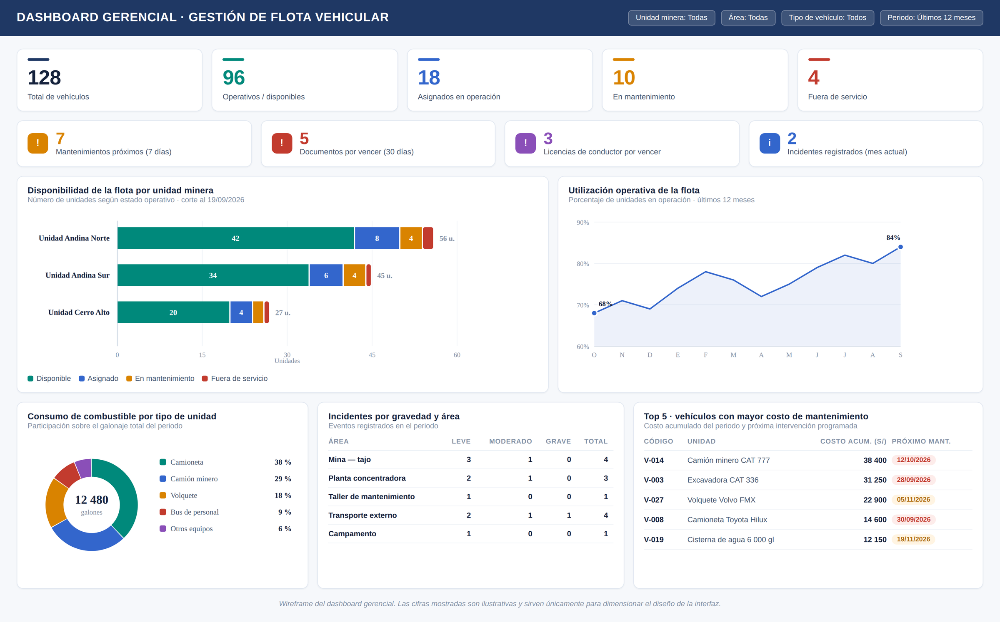 DASHBOARD GERENCIAL · GESTIÓN DE FLOTA VEHICULAR
Unidad minera: Todas
Área: Todas
Tipo de vehículo: Todos
Periodo: Últimos 12 meses
128
Total de vehículos
96
Operativos / disponibles
18
Asignados en operación
10
En mantenimiento
4
Fuera de servicio
!
7
Mantenimientos próximos (7 días)
!
5
Documentos por vencer (30 días)
!
3
Licencias de conductor por vencer
i
2
Incidentes registrados (mes actual)
Disponibilidad de la flota por unidad minera
Número de unidades según estado operativo · corte al 19/09/2026
Unidad Andina Norte 42 8 4 56 u.
Unidad Andina Sur 34 6 4 45 u.
Unidad Cerro Alto 20 4 27 u.
0 15 30 45 60
Unidades
Disponible Asignado En mantenimiento Fuera de servicio
Utilización operativa de la flota
Porcentaje de unidades en operación · últimos 12 meses
90%
84%
80%
68%
70%
60%
O N D E F M A M J J A S
Consumo de combustible por tipo de unidad
Participación sobre el galonaje total del periodo
12 480
galones
Camioneta 38 %
Camión minero 29 %
Volquete 18 %
Bus de personal 9 %
Otros equipos 6 %
Incidentes por gravedad y área
Eventos registrados en el periodo
ÁREA LEVE MODERADO GRAVE TOTAL
Mina — tajo 3 1 0 4
Planta concentradora 2 1 0 3
Taller de mantenimiento 1 0 0 1
Transporte externo 2 1 1 4
Campamento 1 0 0 1
Top 5 · vehículos con mayor costo de mantenimiento
Costo acumulado del periodo y próxima intervención programada
CÓDIGO UNIDAD COSTO ACUM. (S/) PRÓXIMO MANT.
V-014 Camión minero CAT 777 38 400 12/10/2026
V-003 Excavadora CAT 336 31 250 28/09/2026
V-027 Volquete Volvo FMX 22 900 05/11/2026
V-008 Camioneta Toyota Hilux 14 600 30/09/2026
V-019 Cisterna de agua 6 000 gl 12 150 19/11/2026
Wireframe del dashboard gerencial. Las cifras mostradas son ilustrativas y sirven únicamente para dimensionar el diseño de la interfaz.